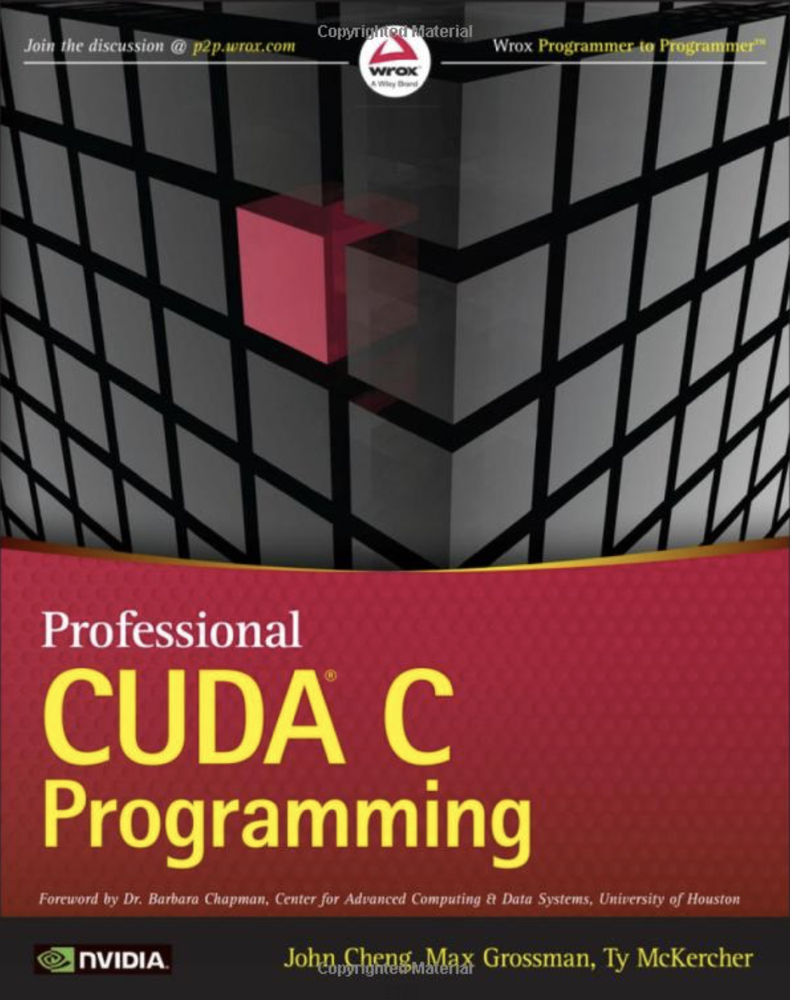 Copyrighted Material
Join the discussion @ p2p.wrox.com
Wrox Programmer to Programmer™
wrox
A Wiley Brand
Professional
CUDA® C
Programming
Foreword by Dr. Barbara Chapman, Center for Advanced Computing & Data Systems, University of Houston
NVIDIA.
John Cheng, Max Grossman, Ty McKercher
Copyrighted Material